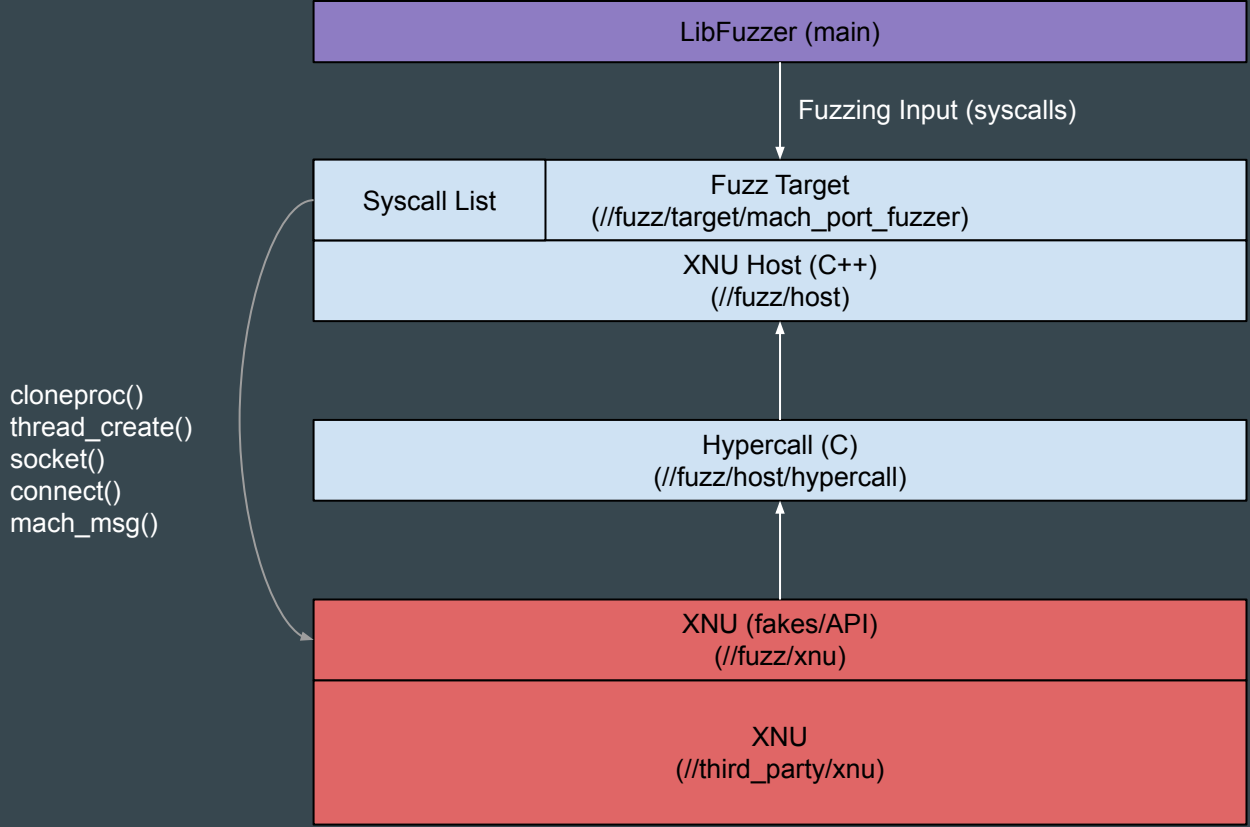 LibFuzzer (main)
Fuzzing Input (syscalls)
Syscall List
Fuzz Target
(//fuzz/target/mach_port_fuzzer)
XNU Host (C++)
(//fuzz/host)
cloneproc()
thread_create()
socket()
connect()
mach_msg()
Hypercall (C)
(//fuzz/host/hypercall)
XNU (fakes/API)
(//fuzz/xnu)
XNU
(//third_party/xnu)